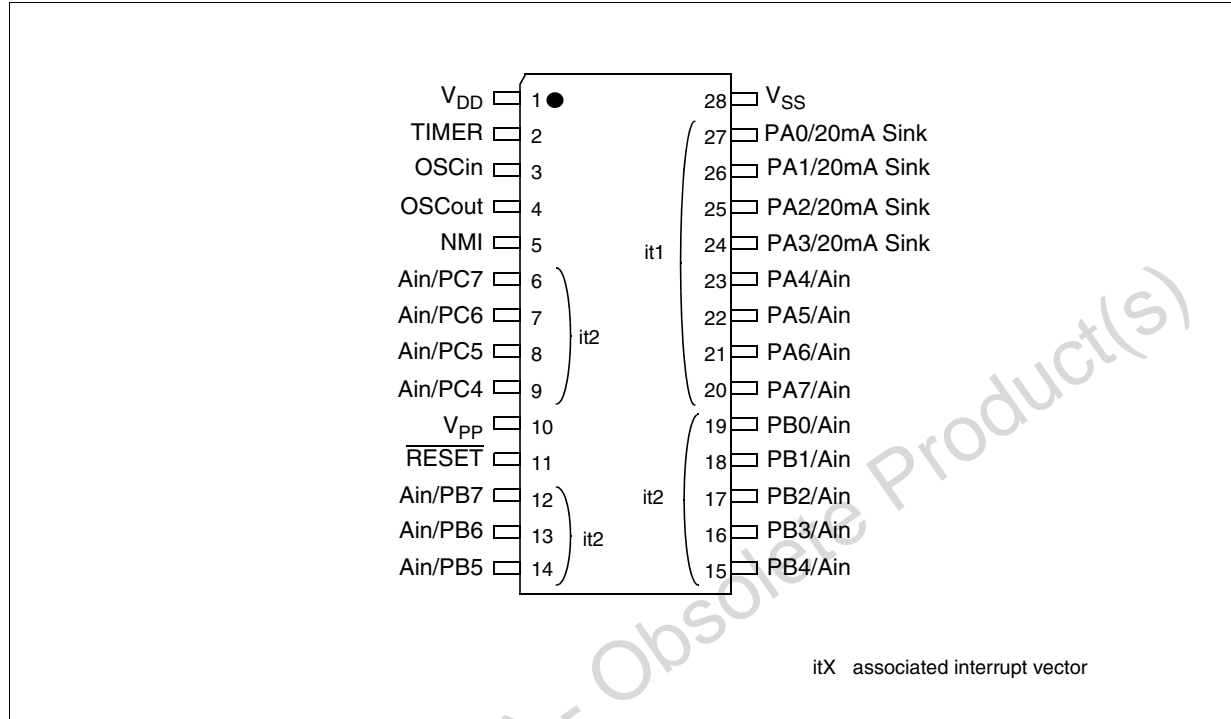 VDD 1 28 VSS
TIMER 2 27 PA0/20mA Sink
OSCin 3 26 PA1/20mA Sink
OSCout 4 25 PA2/20mA Sink
NMI 5 24 PA3/20mA Sink
it1
Ain/PC7 6 23 PA4/Ain
Ain/PC6 7 22 PA5/Ain
it2
Ain/PC5 8 21 PA6/Ain
Ain/PC4 9 20 PA7/Ain
VPP 10 19 PB0/Ain
RESET 11 18 PB1/Ain
Ain/PB7 12 it2 17 PB2/Ain
Ain/PB6 13 it2 16 PB3/Ain
Ain/PB5 14 15 PB4/Ain
itX associated interrupt vector
) - Obsolete Product(s)